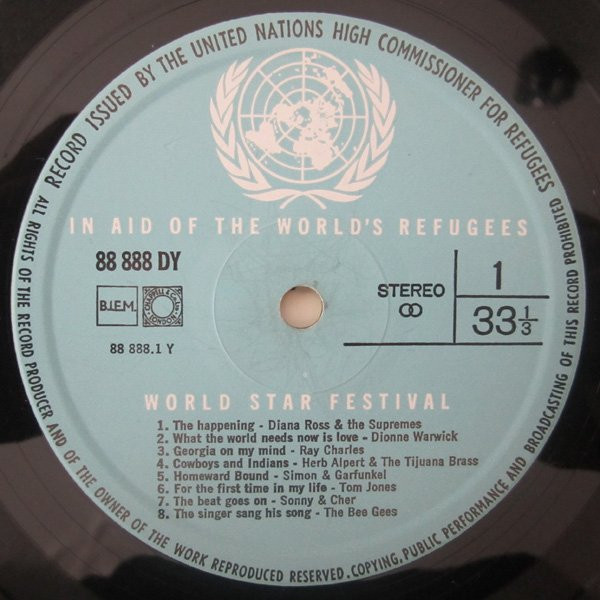 RECORD ISSUED BY THE UNITED NATIONS HIGH COMMISSIONER FOR REFUGEES
IN AID OF THE WORLD'S REFUGEES
88 888 DY
B.I.E.M.
CHAPPELL & Co Ltd
LONDON
88 888.1 Y
STEREO
1
33 1/3
WORLD STAR FESTIVAL
1. The happening - Diana Ross & the Supremes
2. What the world needs now is love - Dionne Warwick
3. Georgia on my mind - Ray Charles
4. Cowboys and Indians - Herb Alpert & The Tijuana Brass
5. Homeward Bound - Simon & Garfunkel
6. For the first time in my life - Tom Jones
7. The beat goes on - Sonny & Cher
8. The singer sang his song - The Bee Gees
ALL RIGHTS OF THE RECORD PRODUCER AND OF THE OWNER OF THE WORK REPRODUCED RESERVED. COPYING, PUBLIC PERFORMANCE AND BROADCASTING OF THIS RECORD PROHIBITED